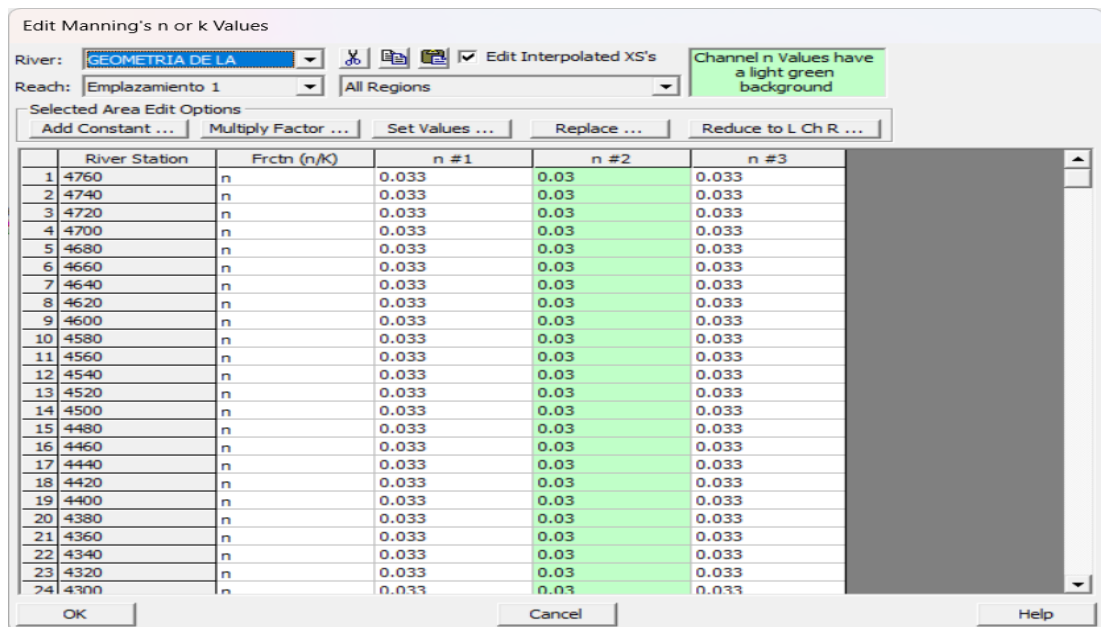 Edit Manning's n or k Values
River: GEOMETRIA DE LA Edit Interpolated XS's
Channel n Values have
a light green
background
Reach: Emplazamiento 1 All Regions
Selected Area Edit Options
Add Constant ... Multiply Factor ... Set Values ... Replace ... Reduce to L Ch R ...
River Station Frctn (n/K) n #1 n #2 n #3
1 4760 n 0.033 0.03 0.033
2 4740 n 0.033 0.03 0.033
3 4720 n 0.033 0.03 0.033
4 4700 n 0.033 0.03 0.033
5 4680 n 0.033 0.03 0.033
6 4660 n 0.033 0.03 0.033
7 4640 n 0.033 0.03 0.033
8 4620 n 0.033 0.03 0.033
9 4600 n 0.033 0.03 0.033
10 4580 n 0.033 0.03 0.033
11 4560 n 0.033 0.03 0.033
12 4540 n 0.033 0.03 0.033
13 4520 n 0.033 0.03 0.033
14 4500 n 0.033 0.03 0.033
15 4480 n 0.033 0.03 0.033
16 4460 n 0.033 0.03 0.033
17 4440 n 0.033 0.03 0.033
18 4420 n 0.033 0.03 0.033
19 4400 n 0.033 0.03 0.033
20 4380 n 0.033 0.03 0.033
21 4360 n 0.033 0.03 0.033
22 4340 n 0.033 0.03 0.033
23 4320 n 0.033 0.03 0.033
24 4300 n 0.033 0.03 0.033
OK Cancel Help